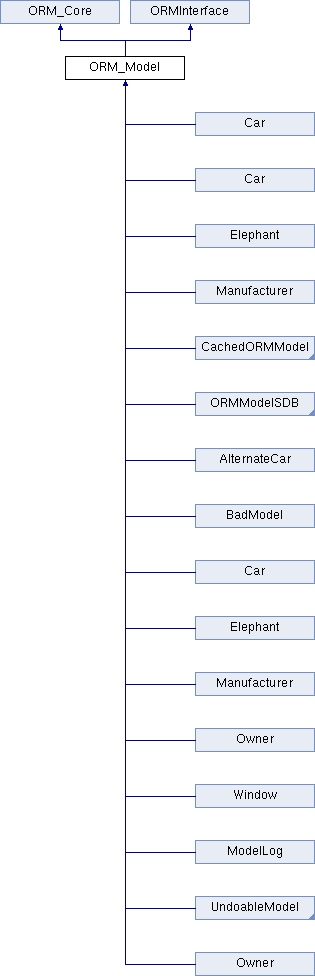 ORM_Core ORMInterface
ORM_Model
Car
Car
Elephant
Manufacturer
CachedORMModel
ORMModelSDB
AlternateCar
BadModel
Car
Elephant
Manufacturer
Owner
Window
ModelLog
UndoableModel
Owner